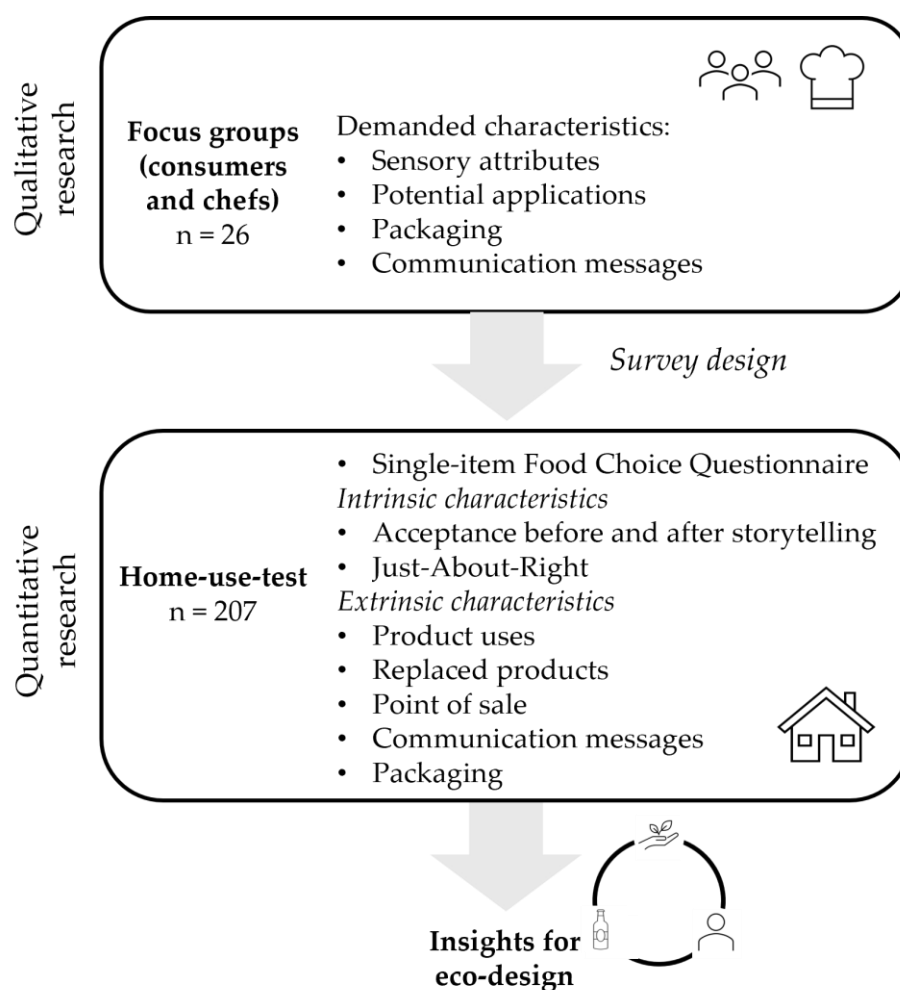 Qualitative
research
Focus groups
(consumers
and chefs)
n = 26
Demanded characteristics:
• Sensory attributes
• Potential applications
• Packaging
• Communication messages
Survey design
Quantitative
research
Home-use-test
n = 207
• Single-item Food Choice Questionnaire
Intrinsic characteristics
• Acceptance before and after storytelling
• Just-About-Right
Extrinsic characteristics
• Product uses
• Replaced products
• Point of sale
• Communication messages
• Packaging
Insights for
eco-design